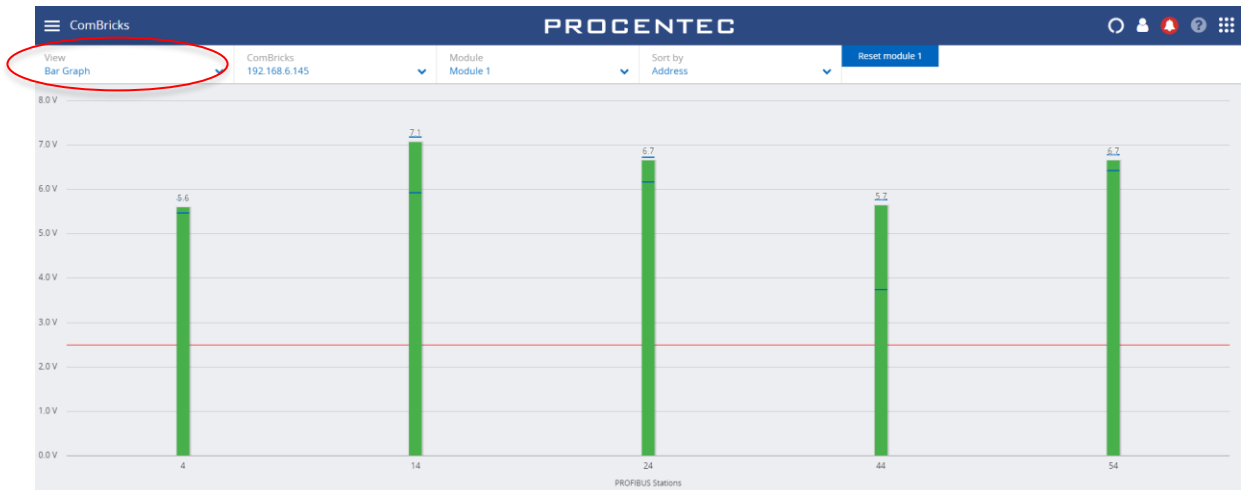 ComBricks
PROCENTEC
View
Bar Graph
ComBricks
192.168.6.145
Module
Module 1
Sort by
Address
Reset module 1
8.0 V
7.0 V
6.0 V
5.0 V
4.0 V
3.0 V
2.0 V
1.0 V
0.0 V
5.6
7.1
6.7
5.7
6.7
4
14
24
44
54
PROFIBUS Stations